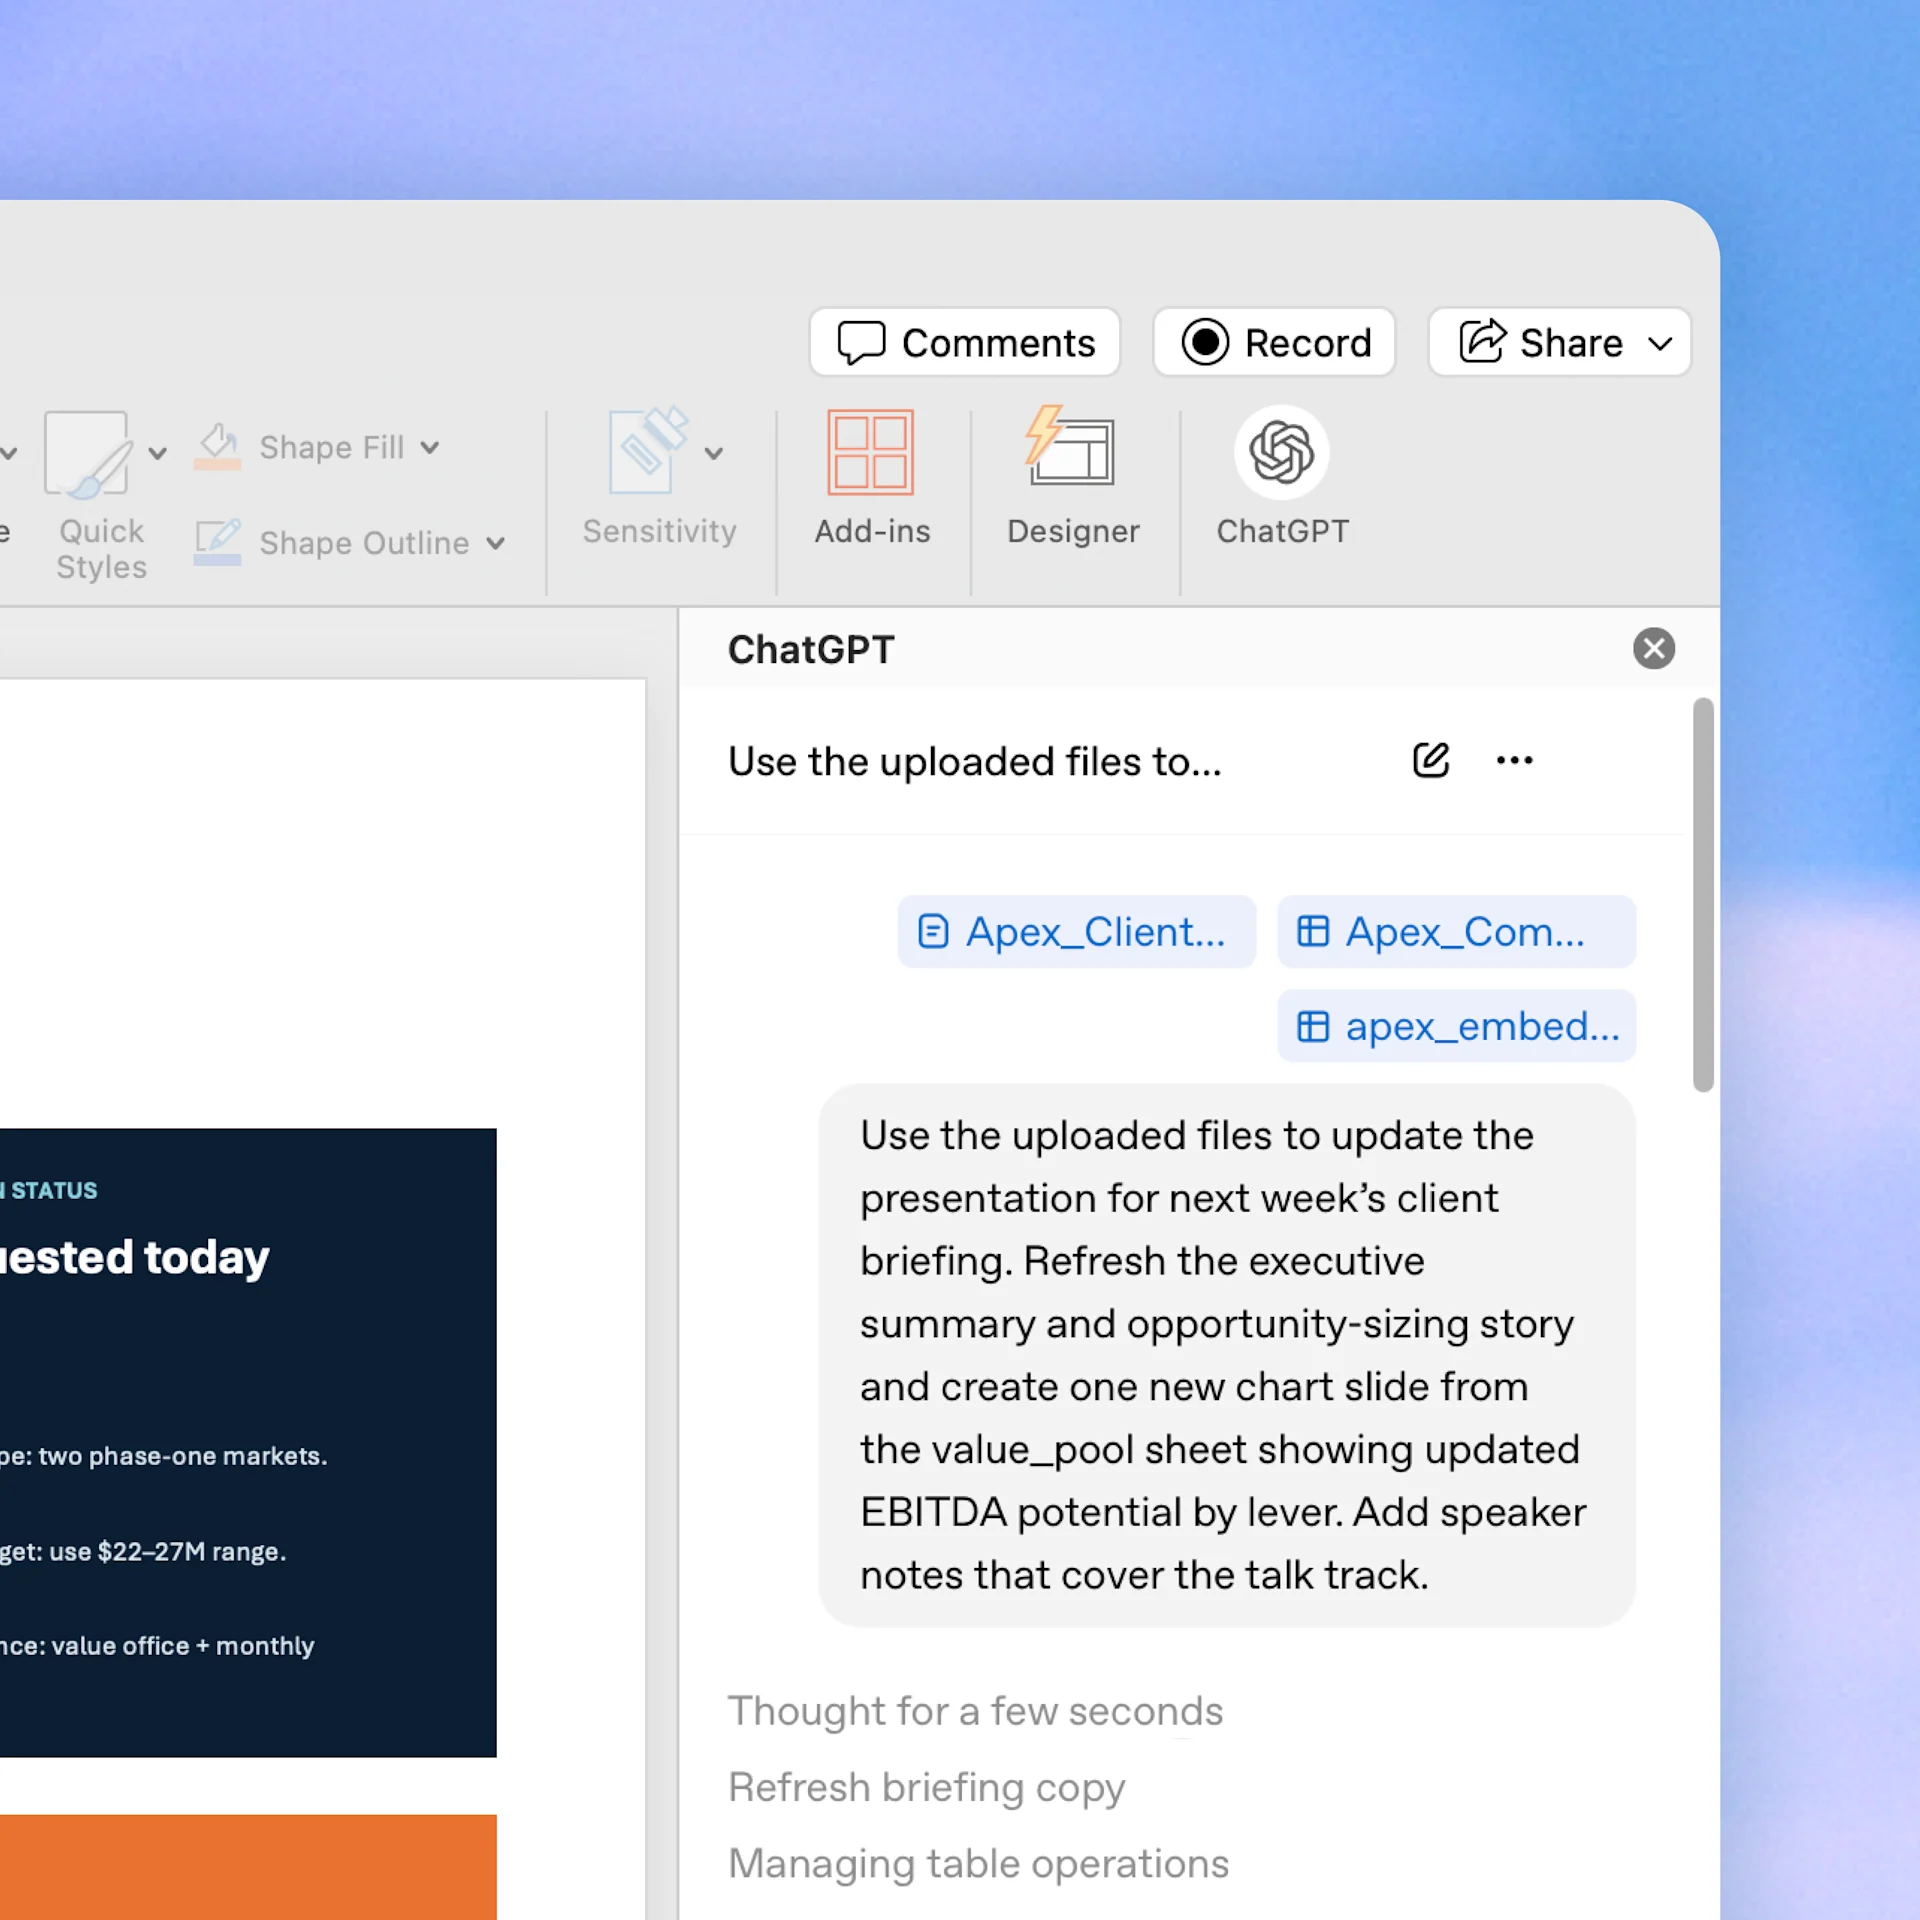 Comments
Record
Share
Shape Fill
Shape Outline
Quick
Styles
Sensitivity
Add-ins
Designer
ChatGPT
ChatGPT
Use the uploaded files to...
Apex_Client...
Apex_Com...
apex_embed...
Use the uploaded files to update the
presentation for next week’s client
briefing. Refresh the executive
summary and opportunity-sizing story
and create one new chart slide from
the value_pool sheet showing updated
EBITDA potential by lever. Add speaker
notes that cover the talk track.
Thought for a few seconds
Refresh briefing copy
Managing table operations
STATUS
today
two phase-one markets.
use $22–27M range.
value office + monthly